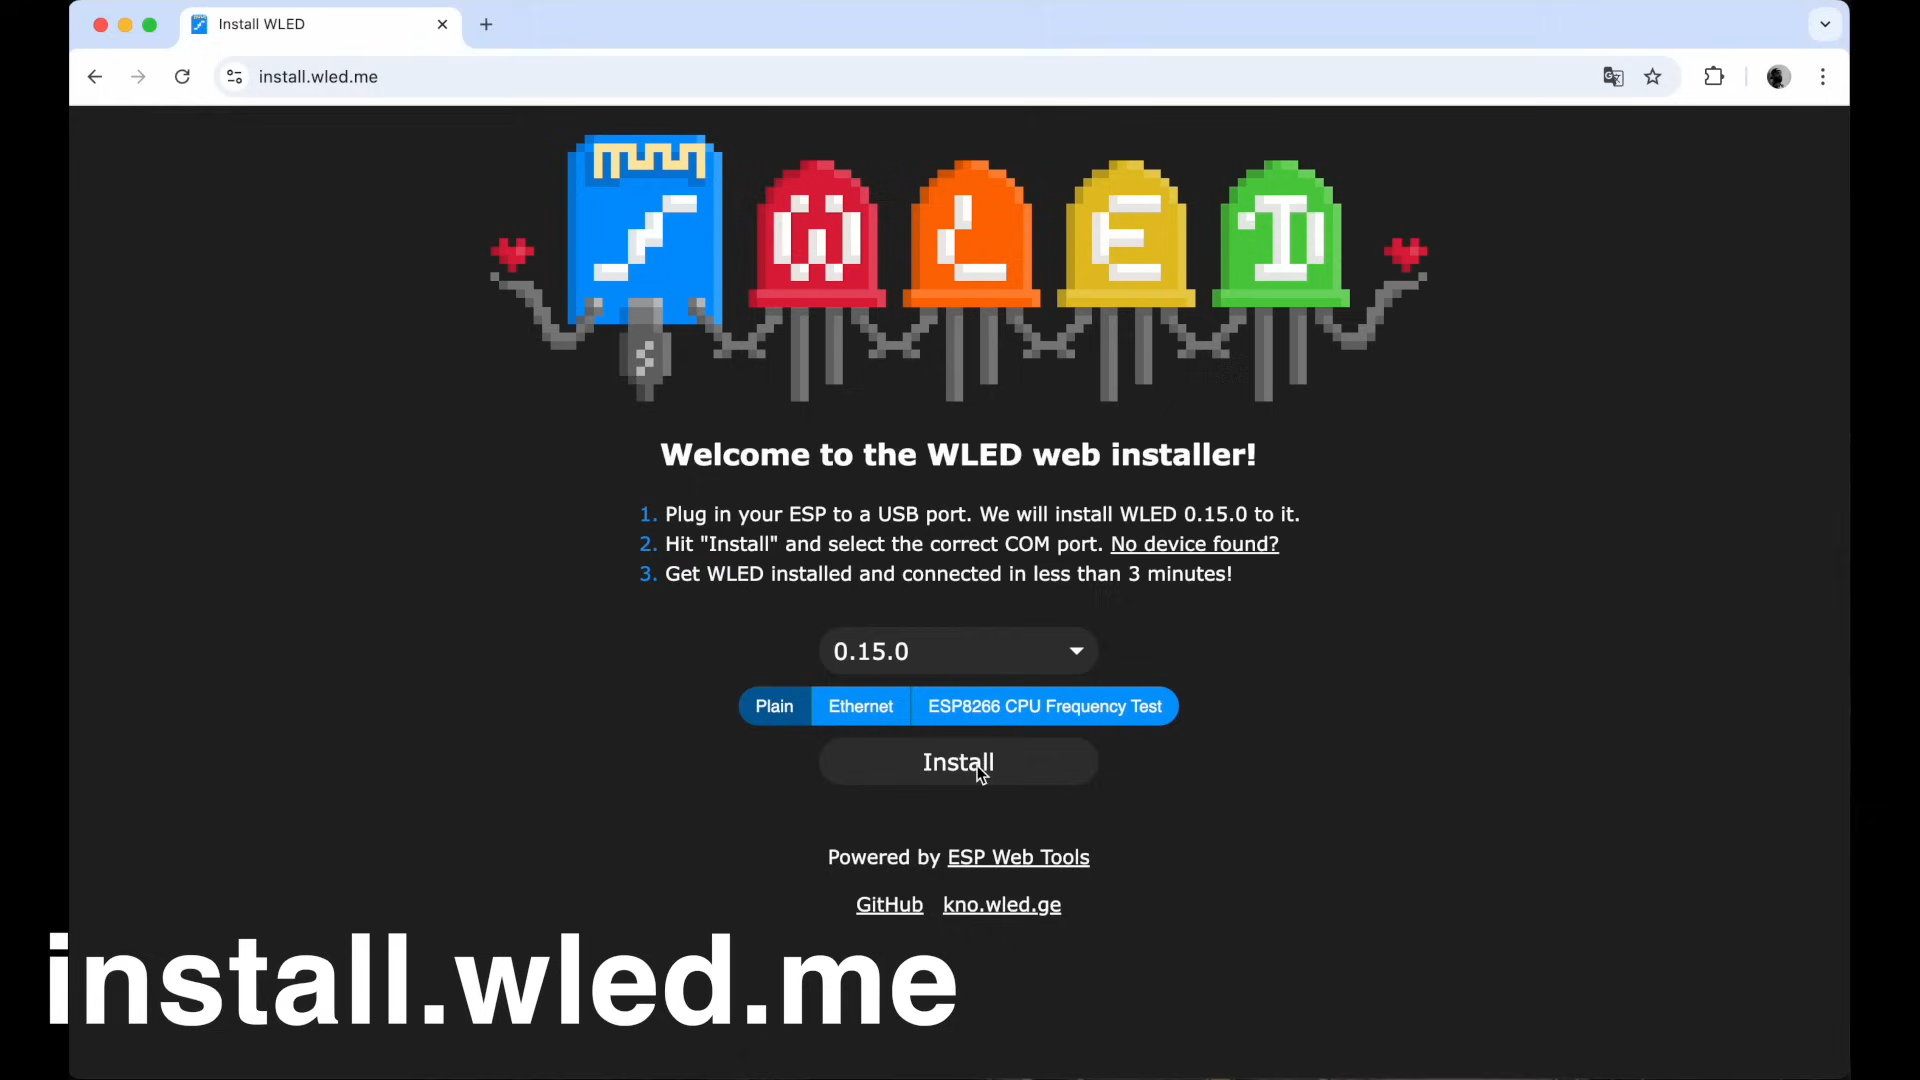 Install WLED
install.wled.me
WLED
Welcome to the WLED web installer!
1. Plug in your ESP to a USB port. We will install WLED 0.15.0 to it.
2. Hit "Install" and select the correct COM port. No device found?
3. Get WLED installed and connected in less than 3 minutes!
0.15.0
Plain Ethernet ESP8266 CPU Frequency Test
Install
Powered by ESP Web Tools
GitHub kno.wled.ge
install.wled.me